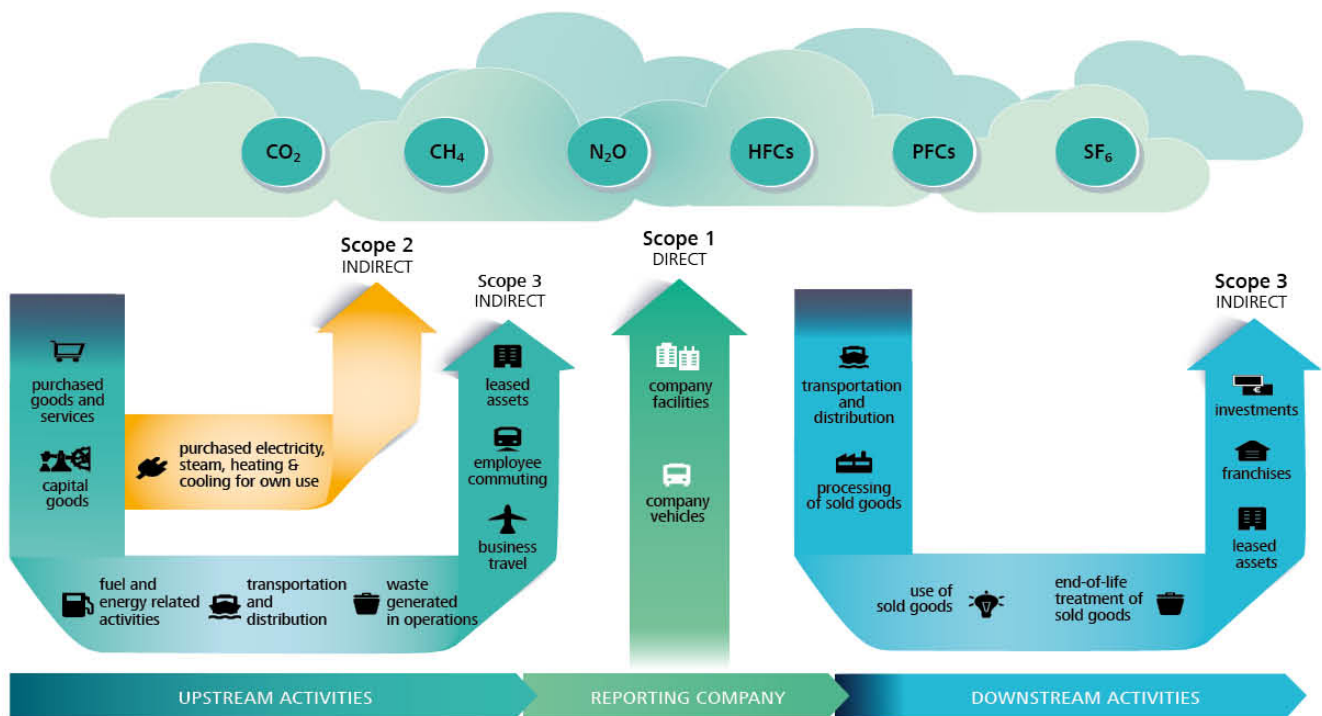 CO₂
CH₄
N₂O
HFCs
PFCs
SF₆
Scope 2
INDIRECT
Scope 3
INDIRECT
Scope 1
DIRECT
Scope 3
INDIRECT
purchased
goods and
services
capital
goods
purchased electricity,
steam, heating &
cooling for own use
leased
assets
employee
commuting
business
travel
fuel and
energy related
activities
transportation
and
distribution
waste
generated
in operations
company
facilities
company
vehicles
transportation
and
distribution
processing
of sold goods
use of
sold goods
end-of-life
treatment of
sold goods
investments
franchises
leased
assets
UPSTREAM ACTIVITIES
REPORTING COMPANY
DOWNSTREAM ACTIVITIES